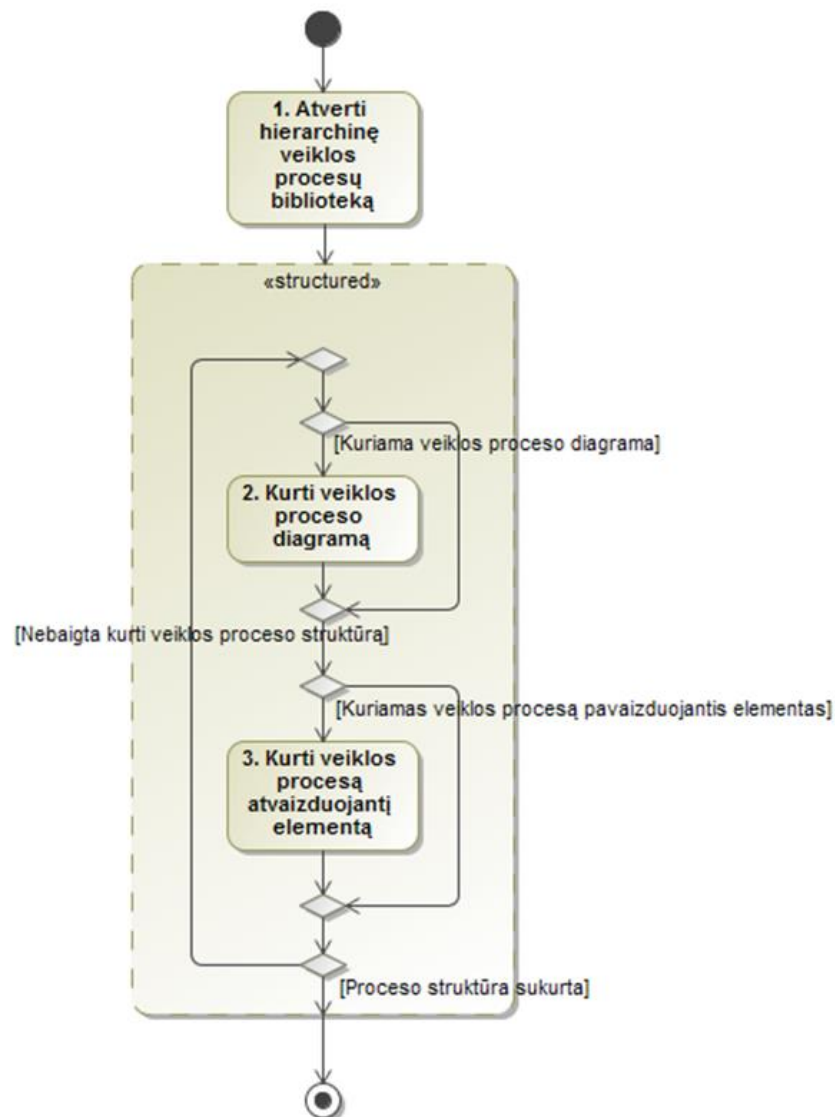 1. Atverti
hierarchinę
veiklos
procesų
biblioteką
«structured»
[Kuriama veiklos proceso diagrama]
2. Kurti veiklos
proceso
diagramą
[Nebaigta kurti veiklos proceso struktūrą]
[Kuriamas veiklos procesą pavaizduojantis elementas]
3. Kurti veiklos
procesą
atvaizduojantį
elementą
[Proceso struktūra sukurta]